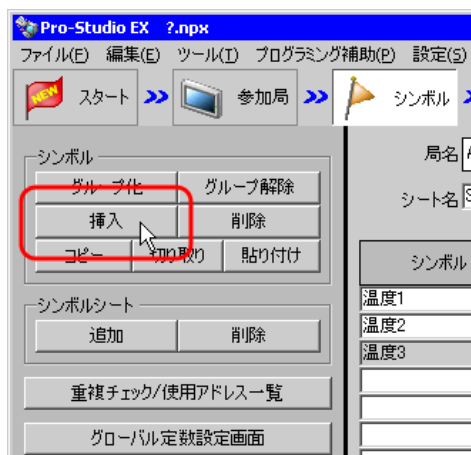 Pro-Studio EX ?.npx
ファイル(F) 編集(E) ツール(T) プログラミング補助(P) 設定(S)
NEW スタート 参加局 シンボル
シンボル
グループ化 グループ解除
挿入 削除
コピー 切り取り 貼り付け
シンボルシート
追加 削除
重複チェック/使用アドレス一覧
グローバル定数設定画面
局名
シート名
シンボル
温度1
温度2
温度3